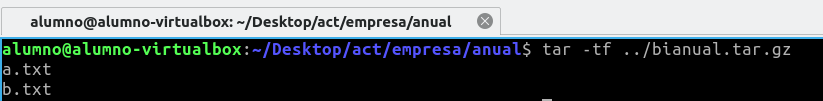 alumno@alumno-virtualbox: ~/Desktop/act/empresa/anual
alumno@alumno-virtualbox:~/Desktop/act/empresa/anual$ tar -tf ../bianual.tar.gz
a.txt
b.txt